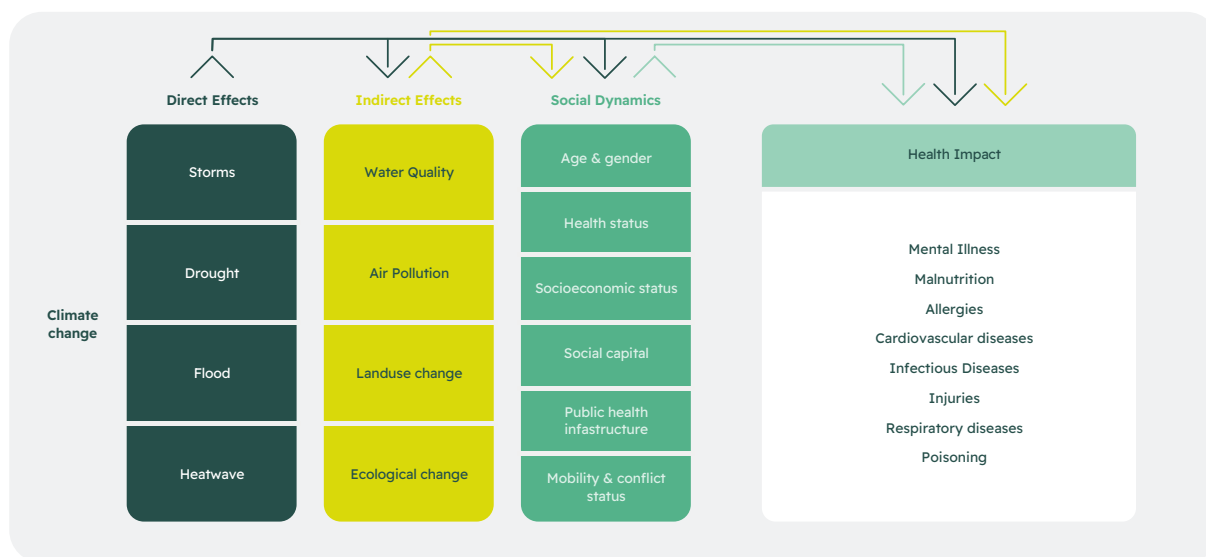 Direct Effects
Indirect Effects
Social Dynamics
Climate
change
Storms
Drought
Flood
Heatwave
Water Quality
Air Pollution
Landuse change
Ecological change
Age & gender
Health status
Socioeconomic status
Social capital
Public health
infastructure
Mobility & conflict
status
Health Impact
Mental Illness
Malnutrition
Allergies
Cardiovascular diseases
Infectious Diseases
Injuries
Respiratory diseases
Poisoning